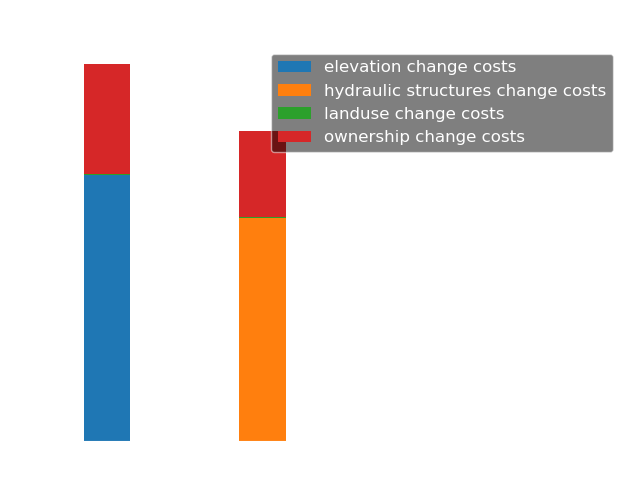 elevation change costs
hydraulic structures change costs
landuse change costs
ownership change costs